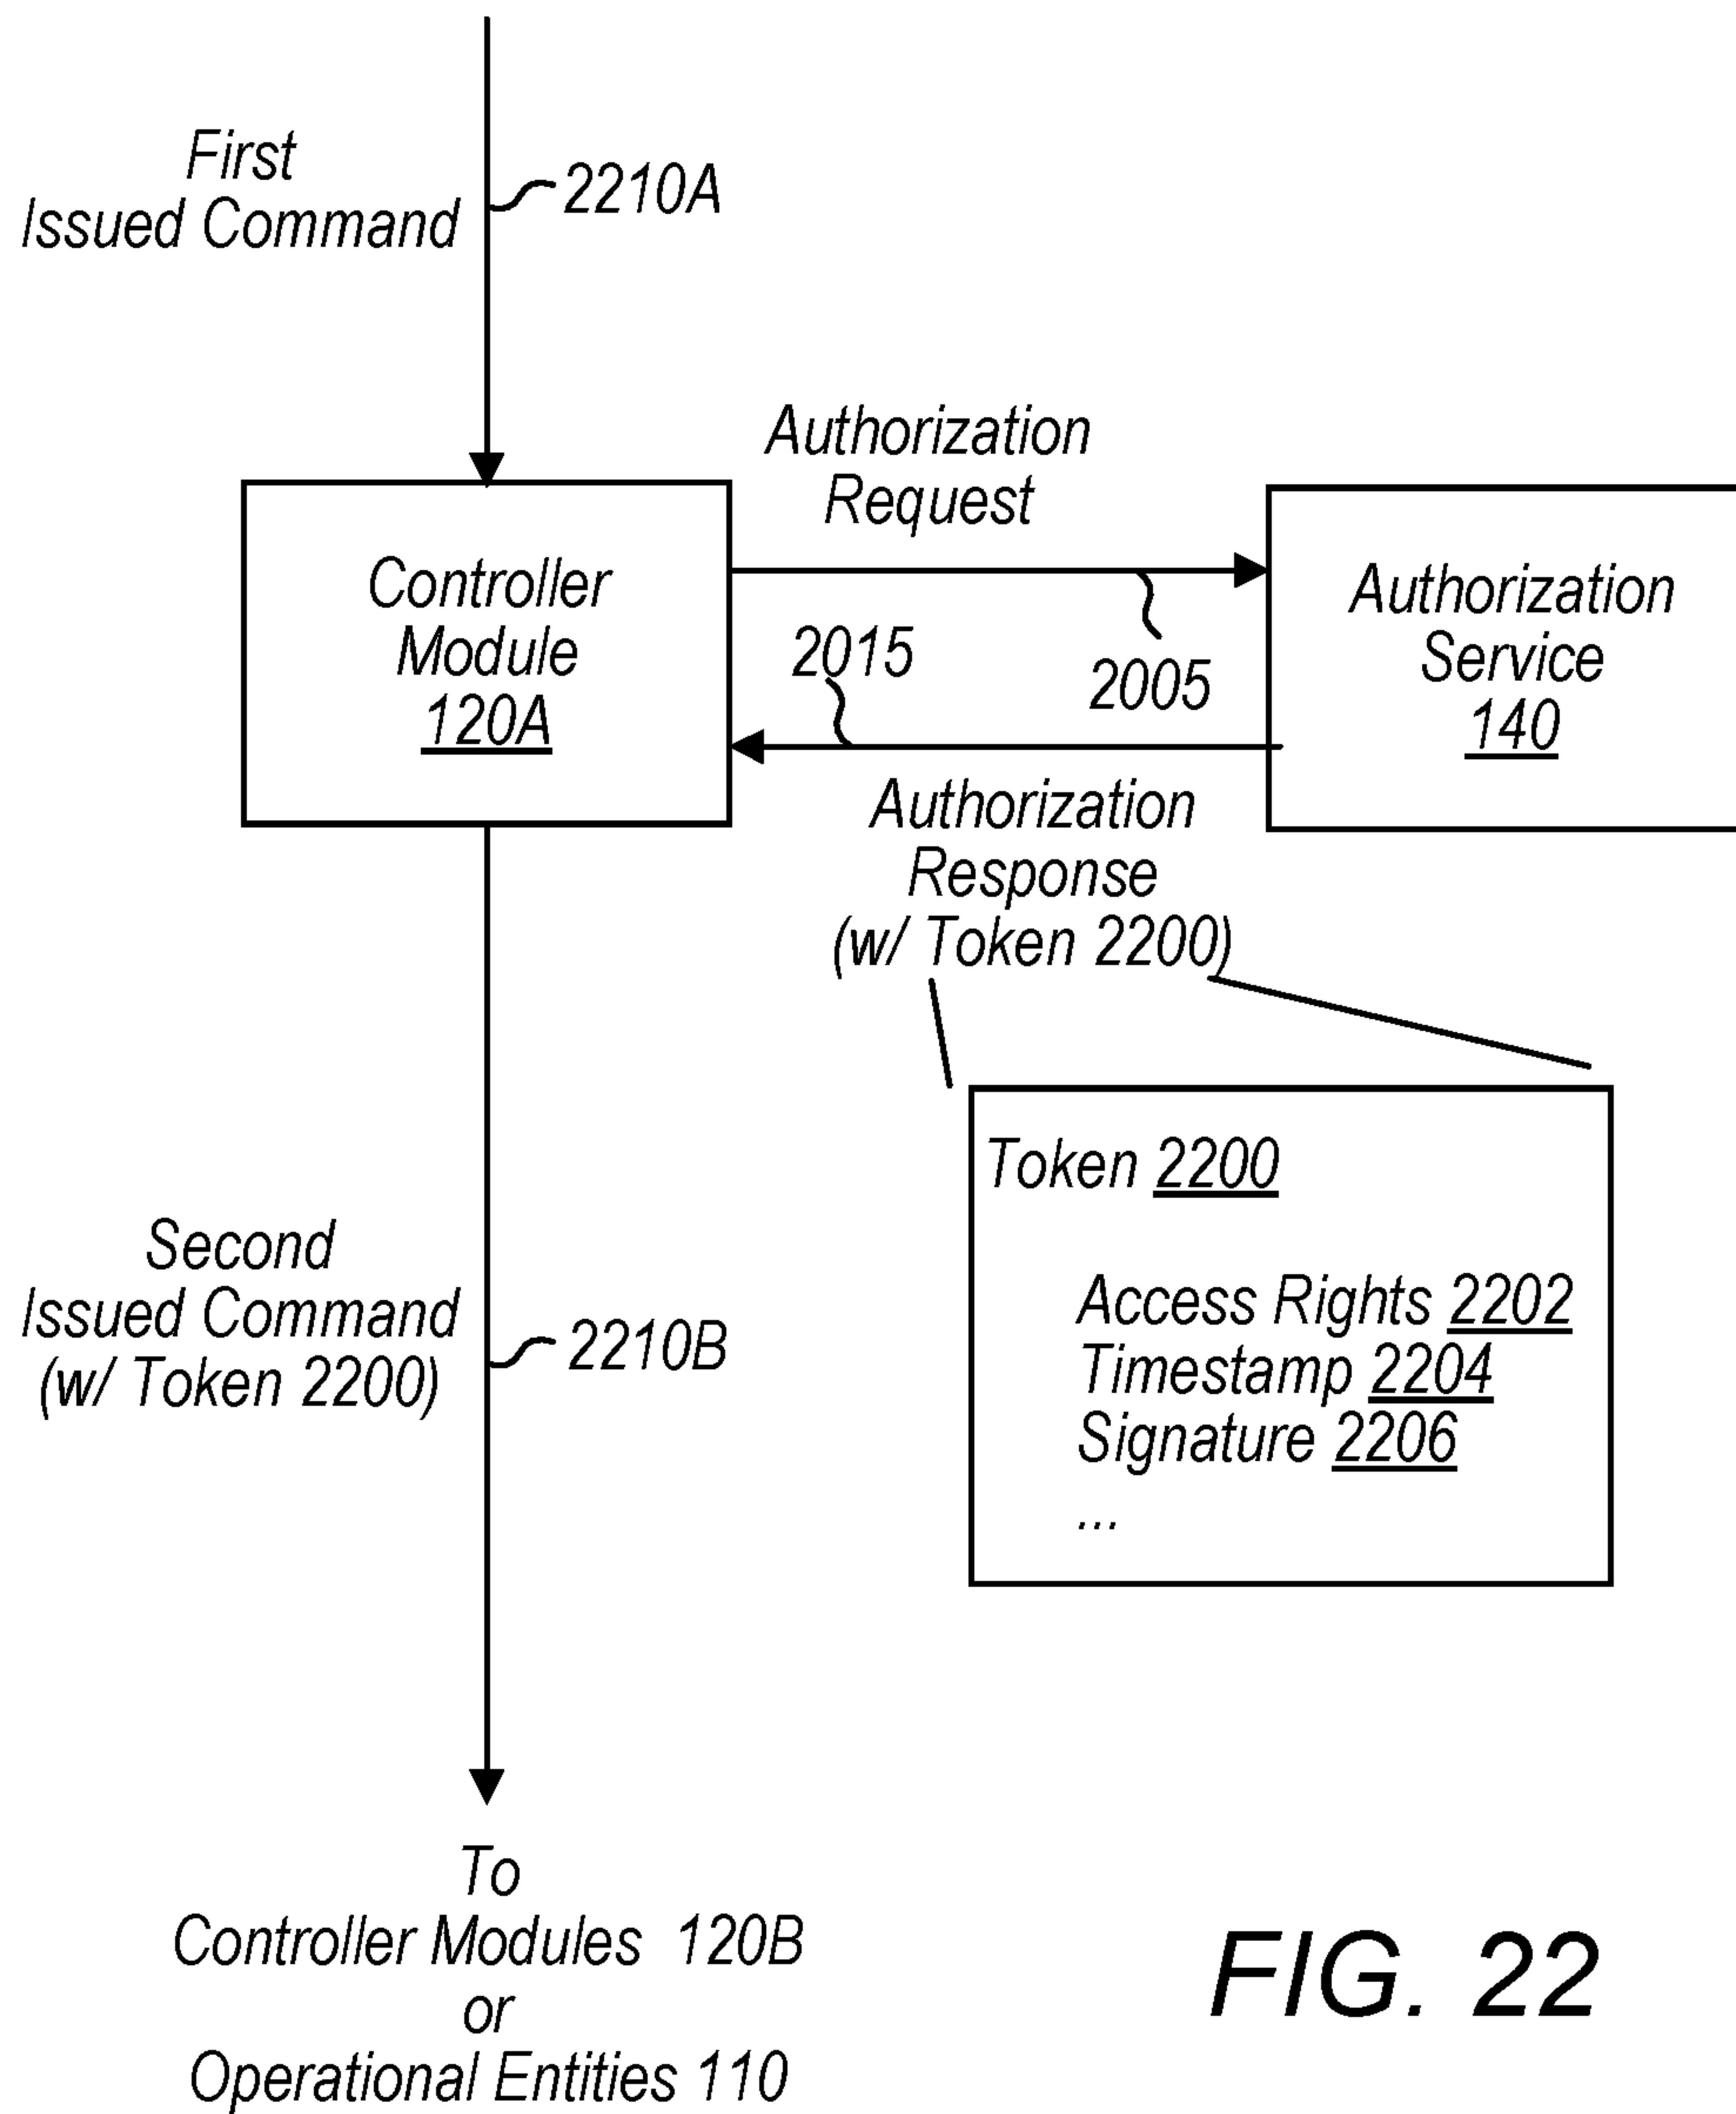 First
Issued Command
2210A
Authorization
Request
Controller
Module
120A
2015
2005
Authorization
Service
140
Authorization
Response
(w/ Token 2200)
Token 2200
Access Rights 2202
Timestamp 2204
Signature 2206
...
Second
Issued Command
(w/ Token 2200)
2210B
To
Controller Modules 120B
or
Operational Entities 110
FIG. 22